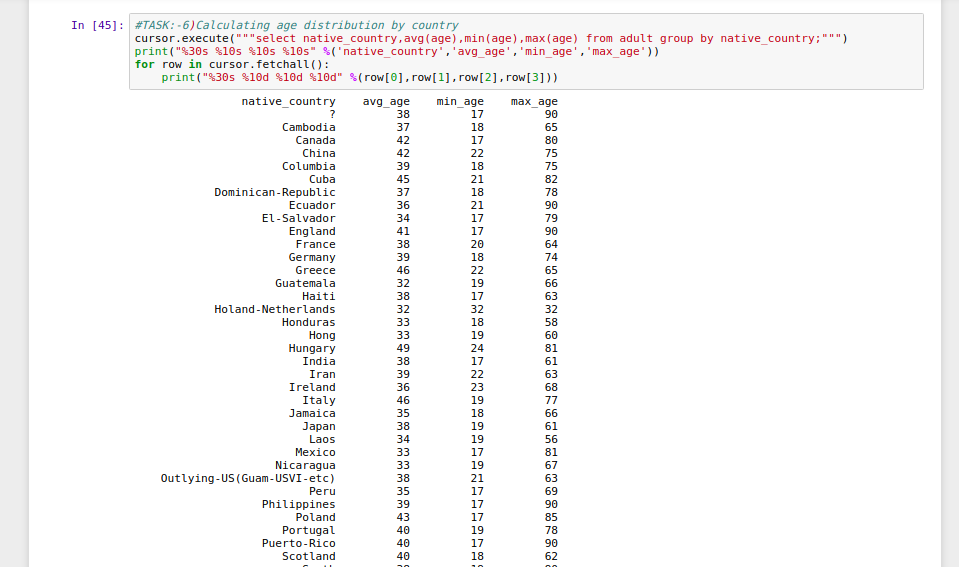 In [45]: #TASK:-6)Calculating age distribution by country
cursor.execute("""select native_country,avg(age),min(age),max(age) from adult group by native_country;""")
print("%30s %10s %10s %10s" %('native_country','avg_age','min_age','max_age'))
for row in cursor.fetchall():
    print("%30s %10d %10d %10d" %(row[0],row[1],row[2],row[3]))
native_country avg_age min_age max_age
? 38 17 90
Cambodia 37 18 65
Canada 42 17 80
China 42 22 75
Columbia 39 18 75
Cuba 45 21 82
Dominican-Republic 37 18 78
Ecuador 36 21 90
El-Salvador 34 17 79
England 41 17 90
France 38 20 64
Germany 39 18 74
Greece 46 22 65
Guatemala 32 19 66
Haiti 38 17 63
Holand-Netherlands 32 32 32
Honduras 33 18 58
Hong 33 19 60
Hungary 49 24 81
India 38 17 61
Iran 39 22 63
Ireland 36 23 68
Italy 46 19 77
Jamaica 35 18 66
Japan 38 19 61
Laos 34 19 56
Mexico 33 17 81
Nicaragua 33 19 67
Outlying-US(Guam-USVI-etc) 38 21 63
Peru 35 17 69
Philippines 39 17 90
Poland 43 17 85
Portugal 40 19 78
Puerto-Rico 40 17 90
Scotland 40 18 62